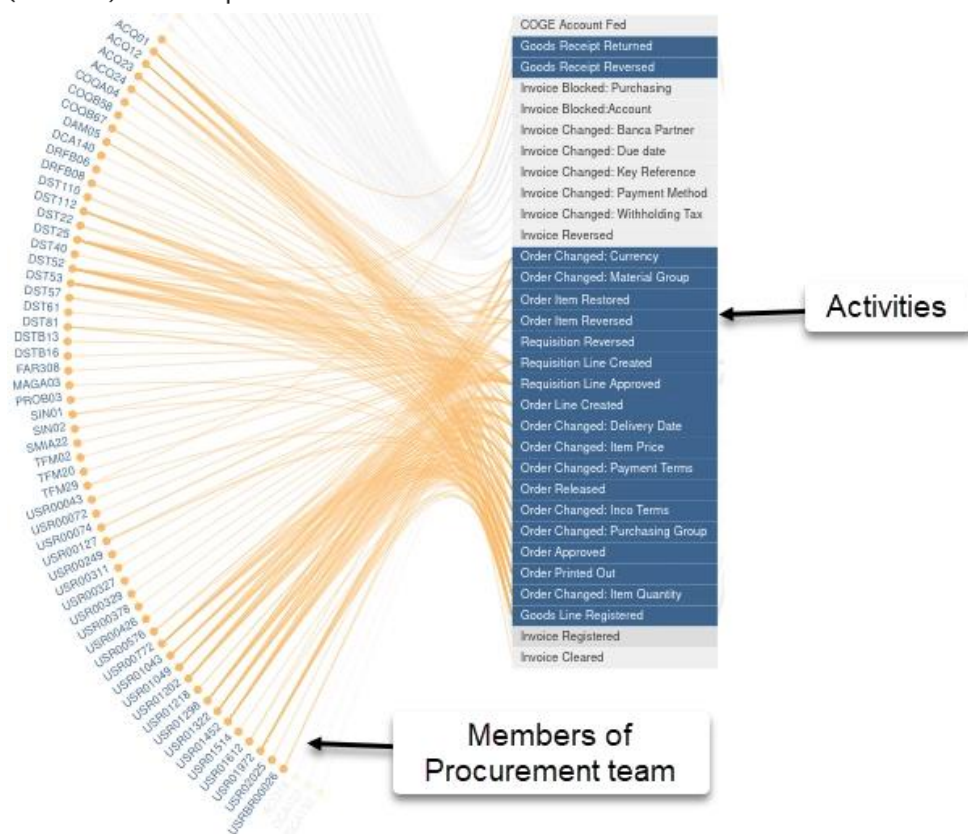 ACQ01
ACQ12
ACQ23
ACQ24
COQA04
COQB58
COQB67
DAM05
DCA140
DRFB06
DRFB08
DST110
DST112
DST22
DST25
DST40
DST52
DST53
DST57
DST61
DST81
DSTB13
DSTB16
FAR308
MAGA03
PROB03
SIN01
SIN02
SMIA22
TFM02
TFM20
TFM29
USR00043
USR00072
USR00074
USR00127
USR00249
USR00311
USR00327
USR00329
USR00378
USR00426
USR00576
USR00772
USR01043
USR01049
USR01202
USR01218
USR01298
USR01322
USR01452
USR01514
USR01612
USR01972
USR02025
USRBR00026
COGE Account Fed
Goods Receipt Returned
Goods Receipt Reversed
Invoice Blocked: Purchasing
Invoice Blocked:Account
Invoice Changed: Banca Partner
Invoice Changed: Due date
Invoice Changed: Key Reference
Invoice Changed: Payment Method
Invoice Changed: Withholding Tax
Invoice Reversed
Order Changed: Currency
Order Changed: Material Group
Order Item Restored
Order Item Reversed
Requisition Reversed
Requisition Line Created
Requisition Line Approved
Order Line Created
Order Changed: Delivery Date
Order Changed: Item Price
Order Changed: Payment Terms
Order Released
Order Changed: Inco Terms
Order Changed: Purchasing Group
Order Approved
Order Printed Out
Order Changed: Item Quantity
Goods Line Registered
Invoice Registered
Invoice Cleared
Activities
Members of
Procurement team